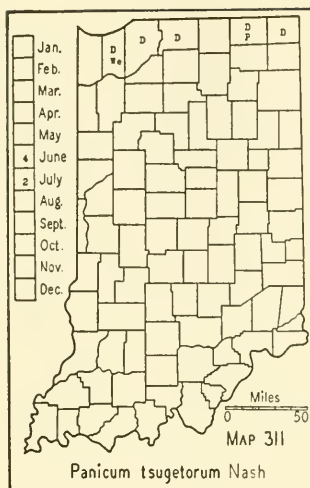 Jan.
Feb.
Mar.
Apr.
May
4 June
2 July
Aug.
Sept.
Oct.
Nov.
Dec.
D D D D D
We P
Miles
0 50
MAP 311
Panicum tsugetorum Nash